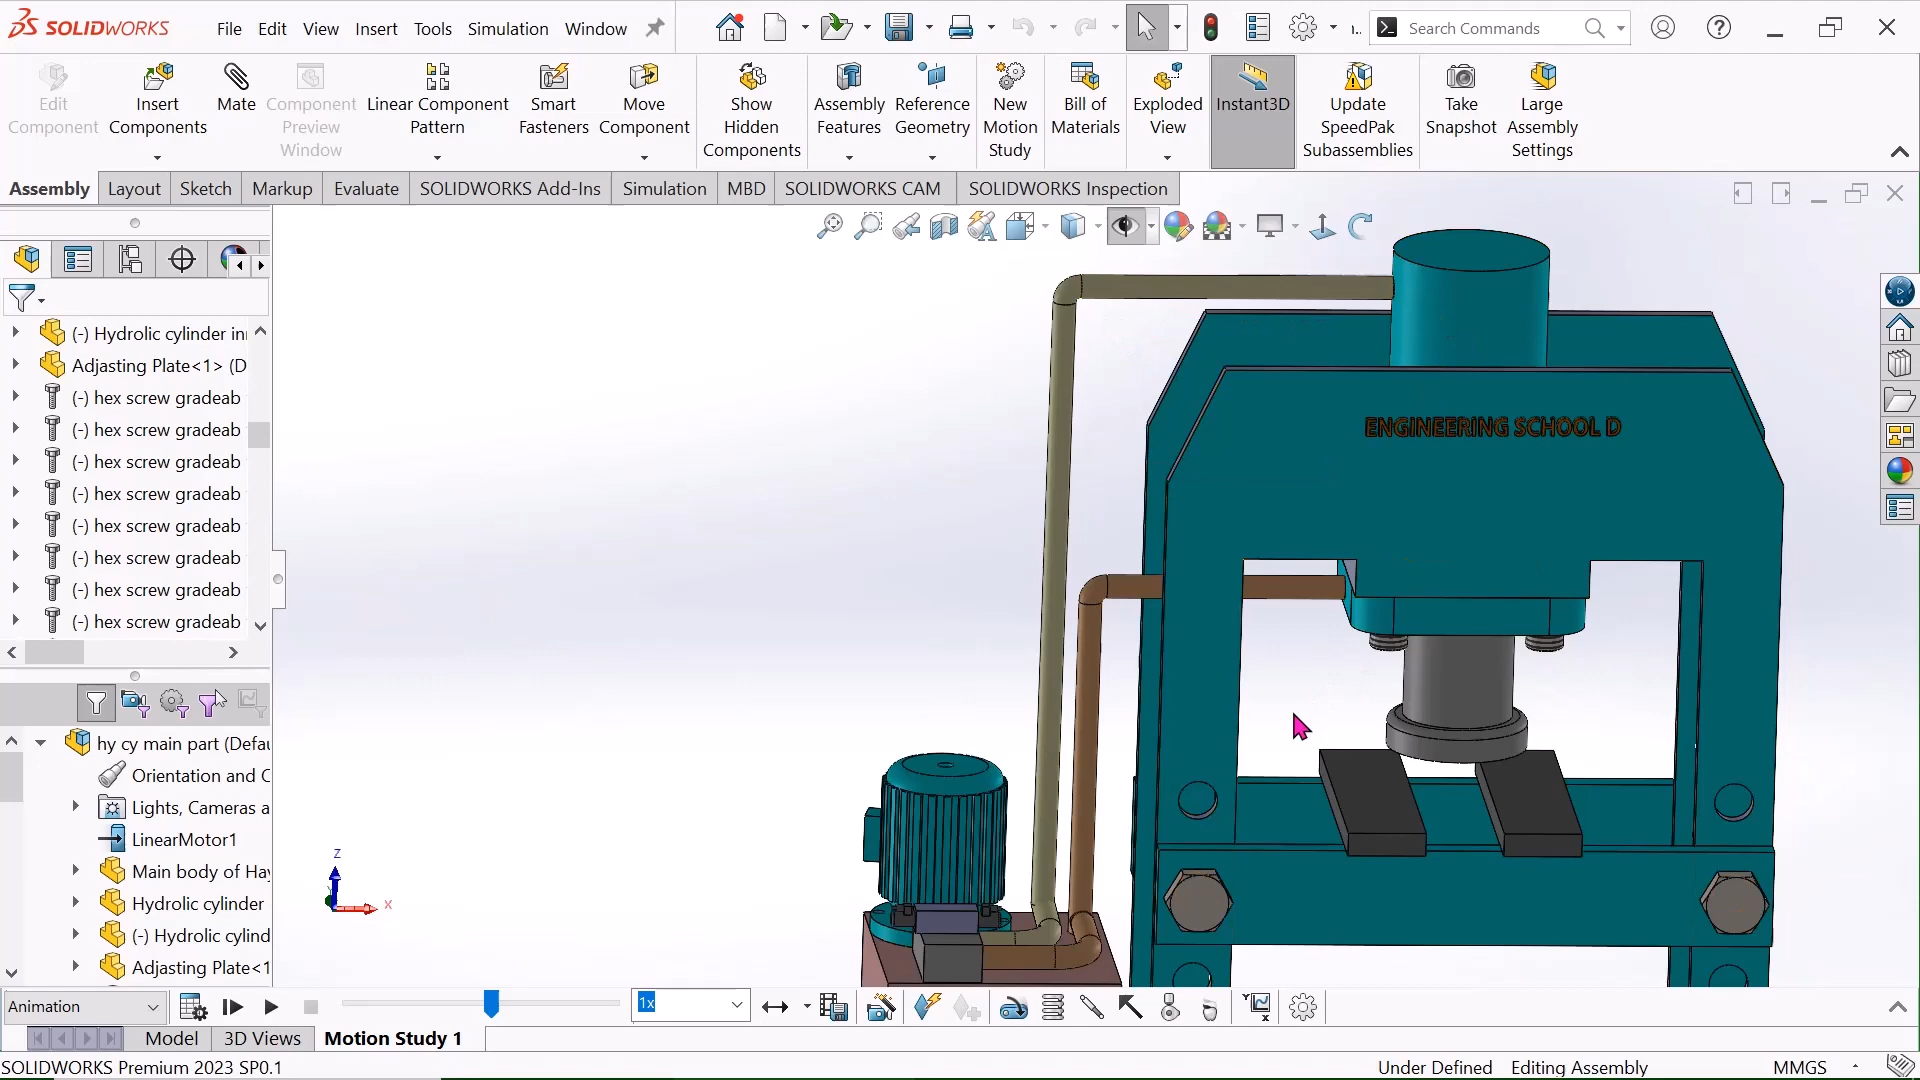 SOLIDWORKS
File Edit View Insert Tools Simulation Window
Search Commands
Edit Component
Insert Components
Mate
Component Preview Window
Linear Component Pattern
Smart Fasteners
Move Component
Show Hidden Components
Assembly Features
Reference Geometry
New Motion Study
Bill of Materials
Exploded View
Instant3D
Update SpeedPak Subassemblies
Take Snapshot
Large Assembly Settings
Assembly Layout Sketch Markup Evaluate SOLIDWORKS Add-Ins Simulation MBD SOLIDWORKS CAM SOLIDWORKS Inspection
(-) Hydrolic cylinder in
Adjasting Plate<1> (D
(-) hex screw gradeab
(-) hex screw gradeab
(-) hex screw gradeab
(-) hex screw gradeab
(-) hex screw gradeab
(-) hex screw gradeab
(-) hex screw gradeab
(-) hex screw gradeab
ENGINEERING SCHOOL D
hy cy main part (Defau
Orientation and C
Lights, Cameras a
LinearMotor1
Main body of Hay
Hydrolic cylinder
(-) Hydrolic cylind
Adjasting Plate<1
Z
X
Animation
1x
Model 3D Views Motion Study 1
SOLIDWORKS Premium 2023 SP0.1
Under Defined Editing Assembly MMGS